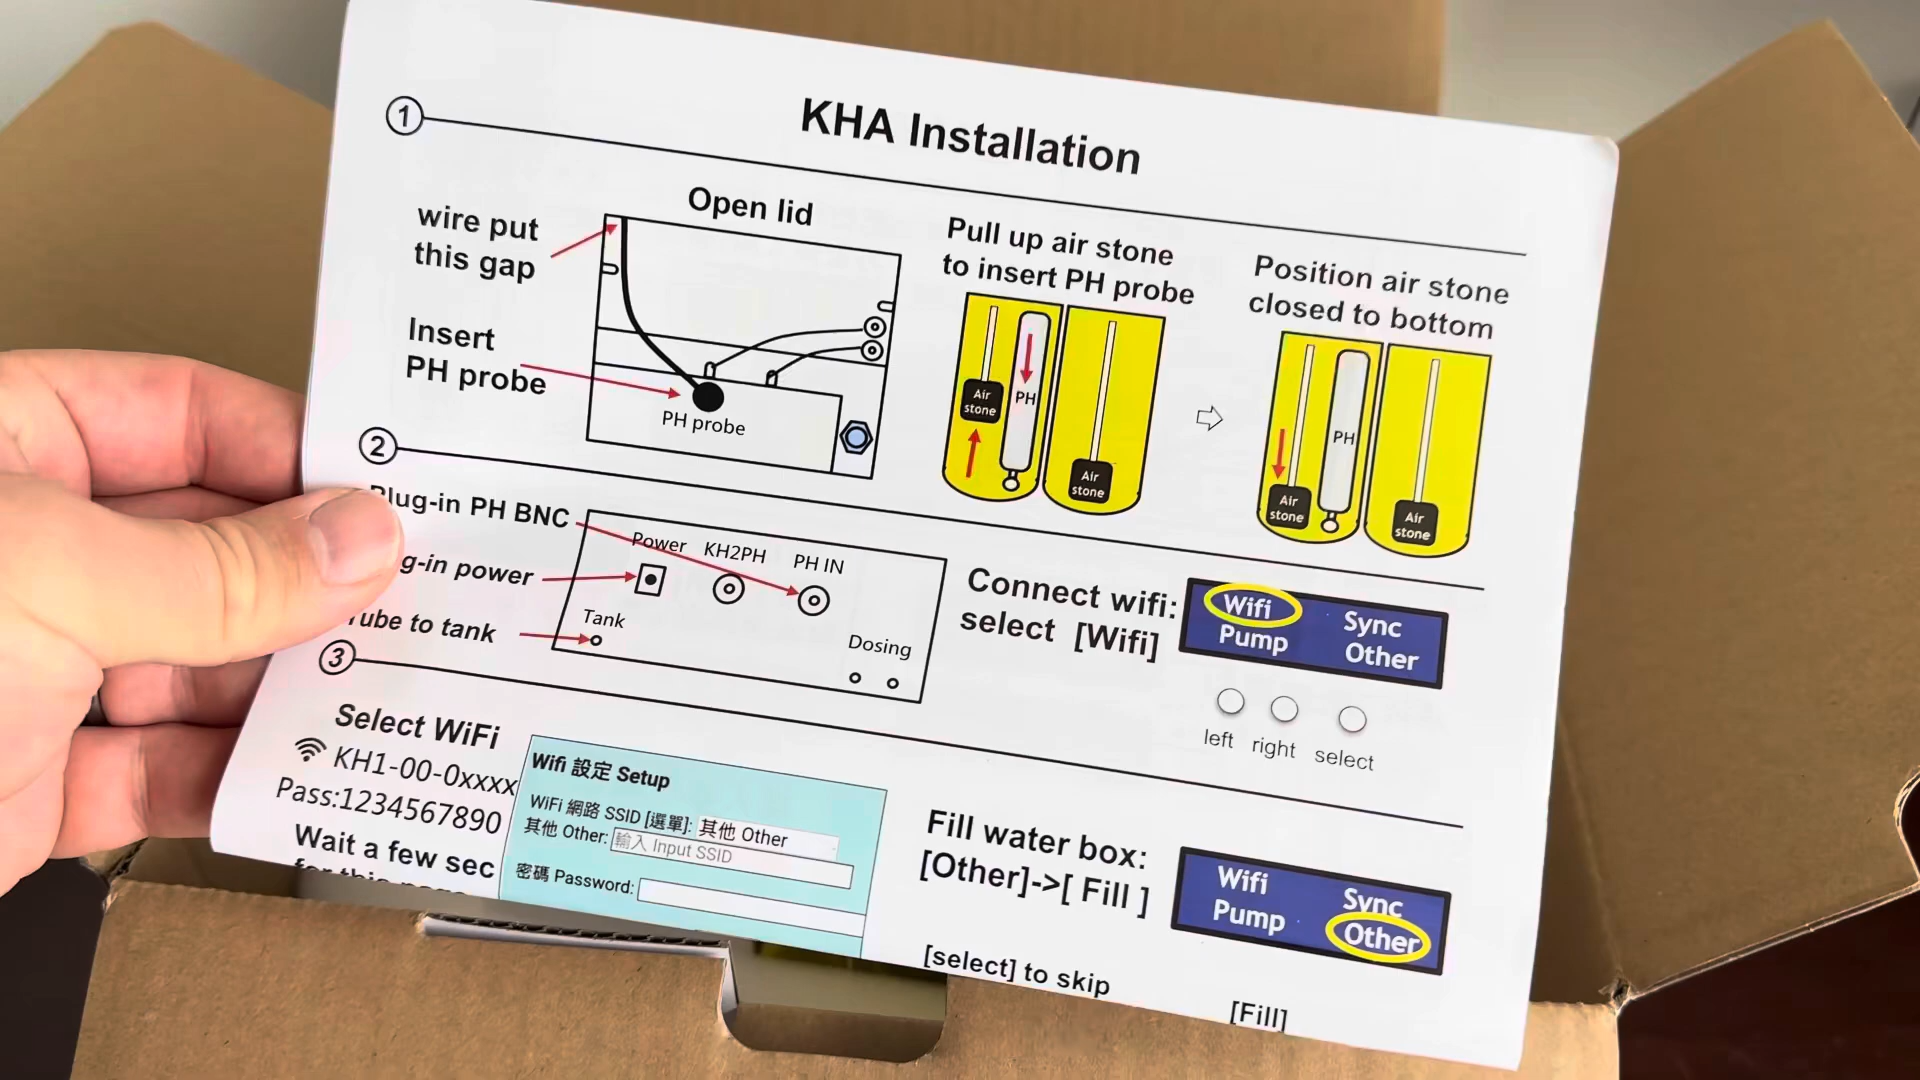 KHA Installation
1
Open lid
wire put
this gap
Insert
PH probe
PH probe
Pull up air stone
to insert PH probe
Air
stone
PH
Air
stone
Position air stone
closed to bottom
Air
stone
PH
Air
stone
2
Plug-in PH BNC
g-in power
Tube to tank
Power
KH2PH
PH IN
Tank
Dosing
Connect wifi:
select [Wifi]
Wifi Sync
Pump Other
left right select
3
Select WiFi
KH1-00-0xxxx
Pass:1234567890
Wait a few sec
Wifi 設定 Setup
WiFi 網路 SSID [選單]: 其他 Other
其他 Other: 輸入 Input SSID
密碼 Password:
Fill water box:
[Other]->[ Fill ]
Wifi Sync
Pump Other
[select] to skip
[Fill]